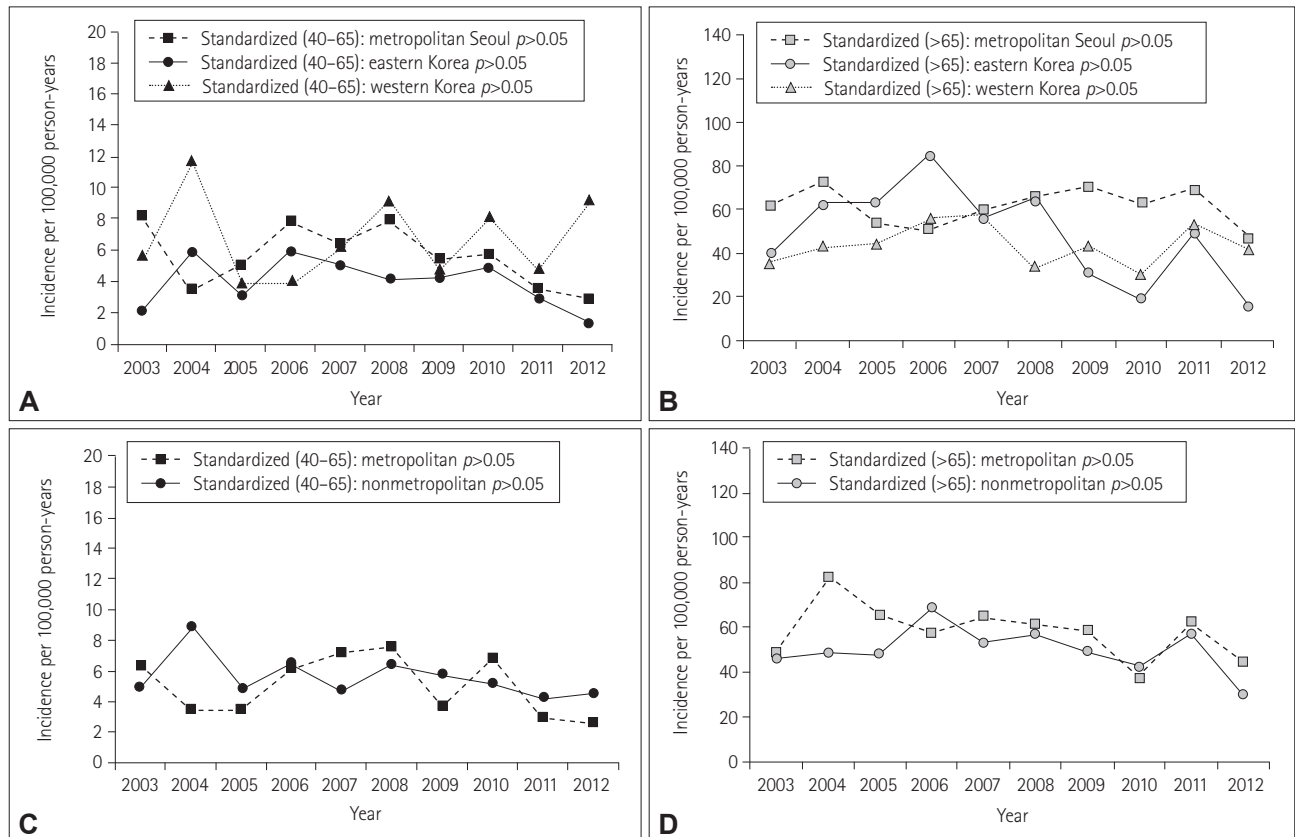 20
18
16
14
12
10
8
6
4
2
0
Incidence per 100,000 person-years
Standardized (40–65): metropolitan Seoul p>0.05
Standardized (40–65): eastern Korea p>0.05
Standardized (40–65): western Korea p>0.05
2003 2004 2005 2006 2007 2008 2009 2010 2011 2012
Year
A
140
120
100
80
60
40
20
0
Incidence per 100,000 person-years
Standardized (>65): metropolitan Seoul p>0.05
Standardized (>65): eastern Korea p>0.05
Standardized (>65): western Korea p>0.05
2003 2004 2005 2006 2007 2008 2009 2010 2011 2012
Year
B
20
18
16
14
12
10
8
6
4
2
0
Incidence per 100,000 person-years
Standardized (40–65): metropolitan p>0.05
Standardized (40–65): nonmetropolitan p>0.05
2003 2004 2005 2006 2007 2008 2009 2010 2011 2012
Year
C
140
120
100
80
60
40
20
0
Incidence per 100,000 person-years
Standardized (>65): metropolitan p>0.05
Standardized (>65): nonmetropolitan p>0.05
2003 2004 2005 2006 2007 2008 2009 2010 2011 2012
Year
D